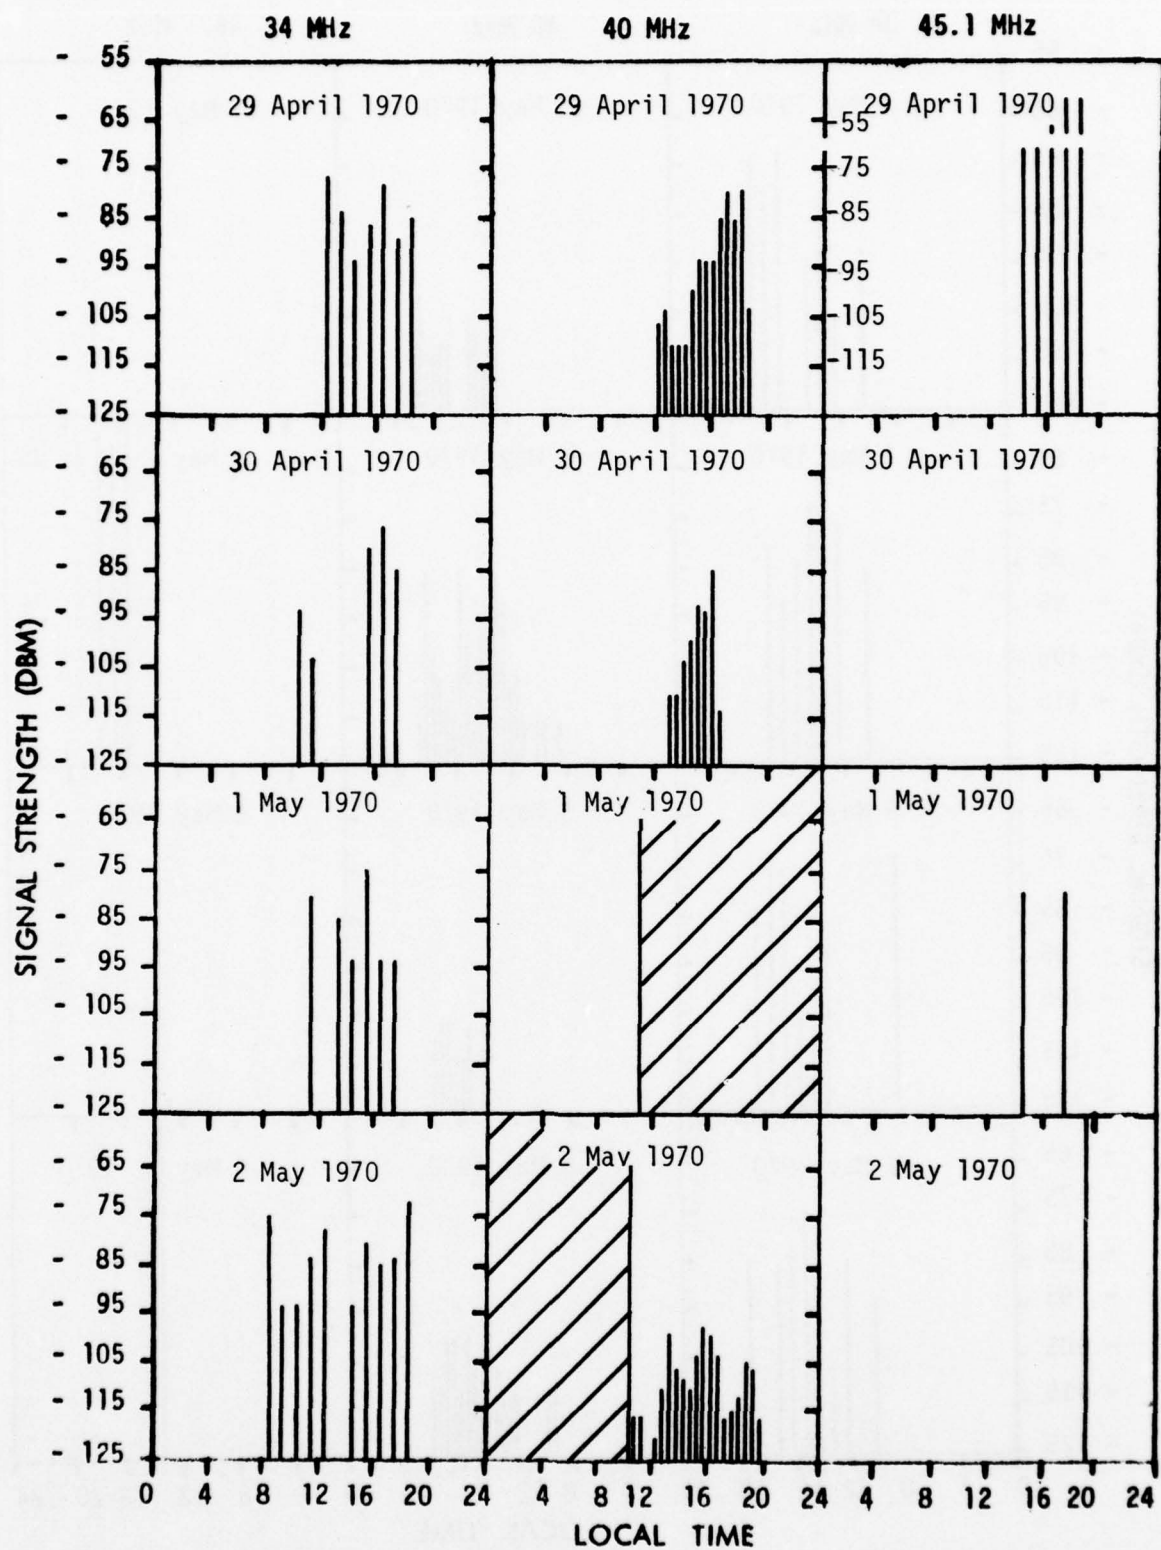 34 MHz 40 MHz 45.1 MHz
- 55
29 April 1970 29 April 1970 29 April 1970
- 65 -55
- 75 -75
- 85 -85
- 95 -95
- 105 -105
- 115 -115
- 125
30 April 1970 30 April 1970 30 April 1970
- 65
- 75
- 85
- 95
- 105
- 115
- 125
1 May 1970 1 May 1970 1 May 1970
- 65
- 75
- 85
- 95
- 105
- 115
- 125
2 May 1970 2 May 1970 2 May 1970
- 65
- 75
- 85
- 95
- 105
- 115
- 125
SIGNAL STRENGTH (DBM)
0 4 8 12 16 20 24 4 8 12 16 20 24 4 8 12 16 20 24
LOCAL TIME